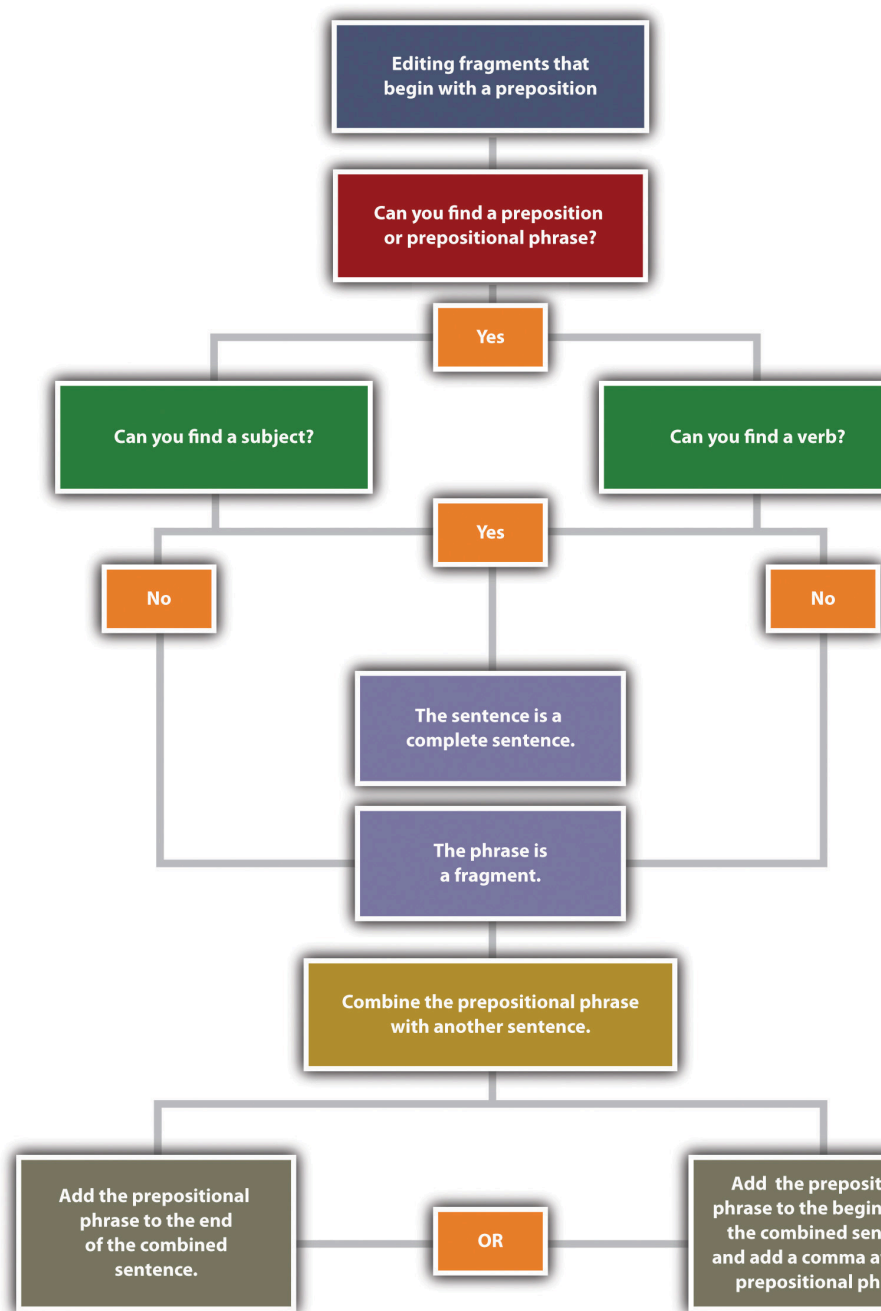 Editing fragments that
begin with a preposition
Can you find a preposition
or prepositional phrase?
Yes
Can you find a subject?
Can you find a verb?
Yes
No
No
The sentence is a
complete sentence.
The phrase is
a fragment.
Combine the prepositional phrase
with another sentence.
Add the prepositional
phrase to the end
of the combined
sentence.
OR
Add the
phrase to the
the combined
and add a comma
prepositional